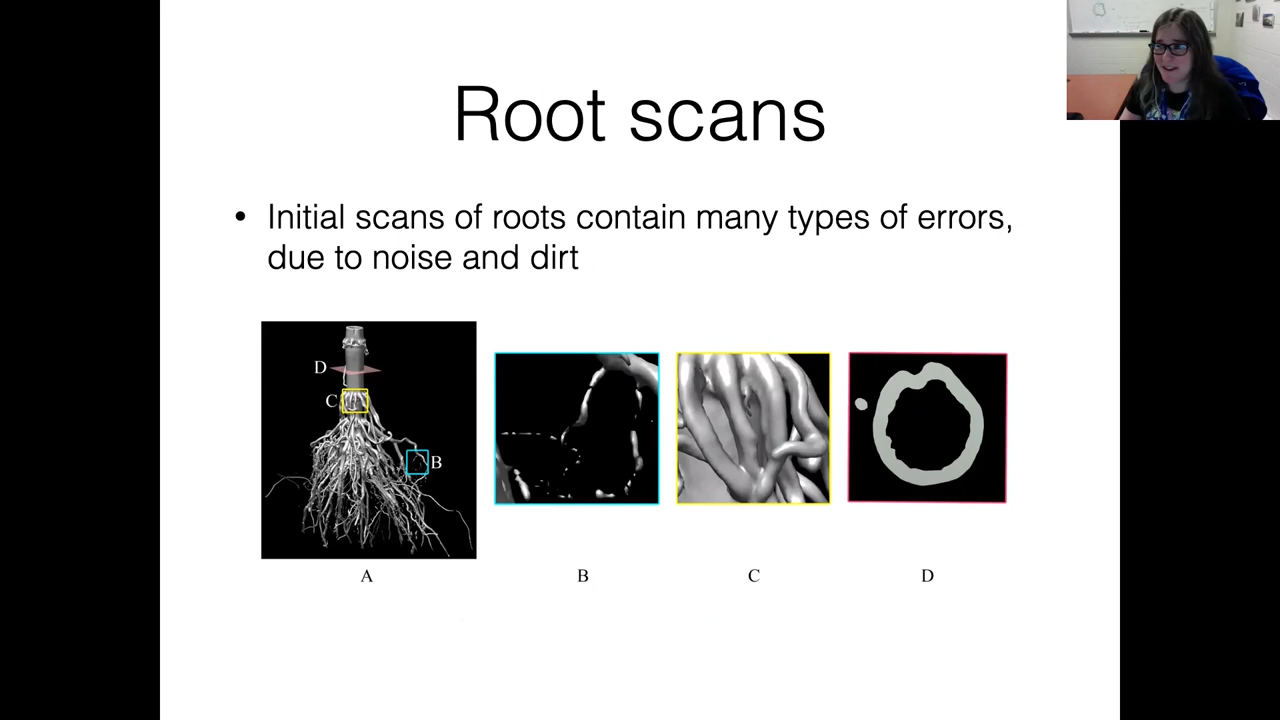 Root scans
• Initial scans of roots contain many types of errors,
due to noise and dirt
D
C
B
A
B
C
D